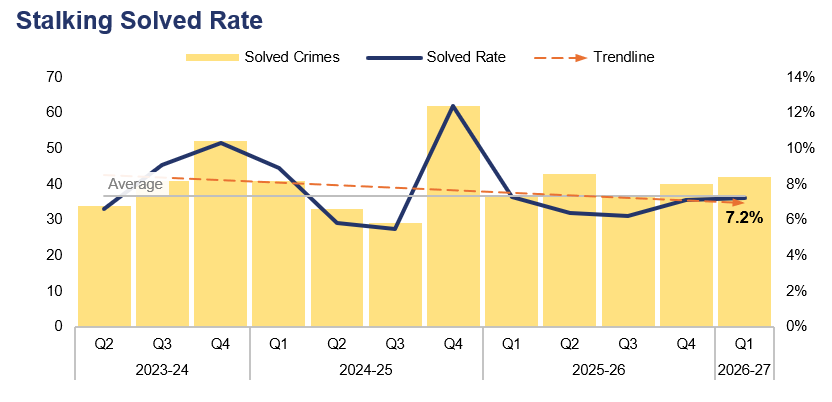 Stalking Solved Rate
Solved Crimes Solved Rate Trendline
70 14%
60 12%
50 10%
40 8%
30 6%
20 4%
10 2%
0 0%
Average
7.2%
Q2 Q3 Q4 Q1 Q2 Q3 Q4 Q1 Q2 Q3 Q4 Q1
2023-24 2024-25 2025-26 2026-27